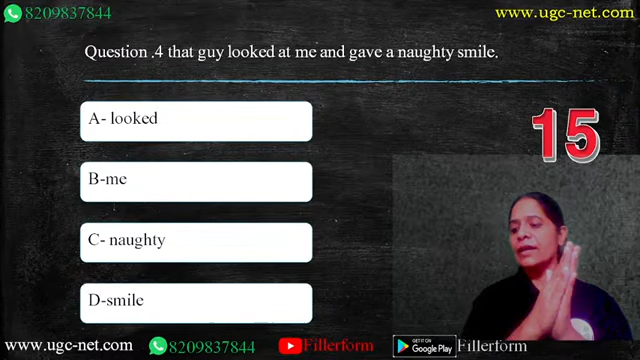 8209837844
www.ugc-net.com
Question .4 that guy looked at me and gave a naughty smile.
A- looked
15
B-me
C- naughty
D-smile
www.ugc-net.com
8209837844
Fillerform
GET IT ON
Google Play
Fillerform